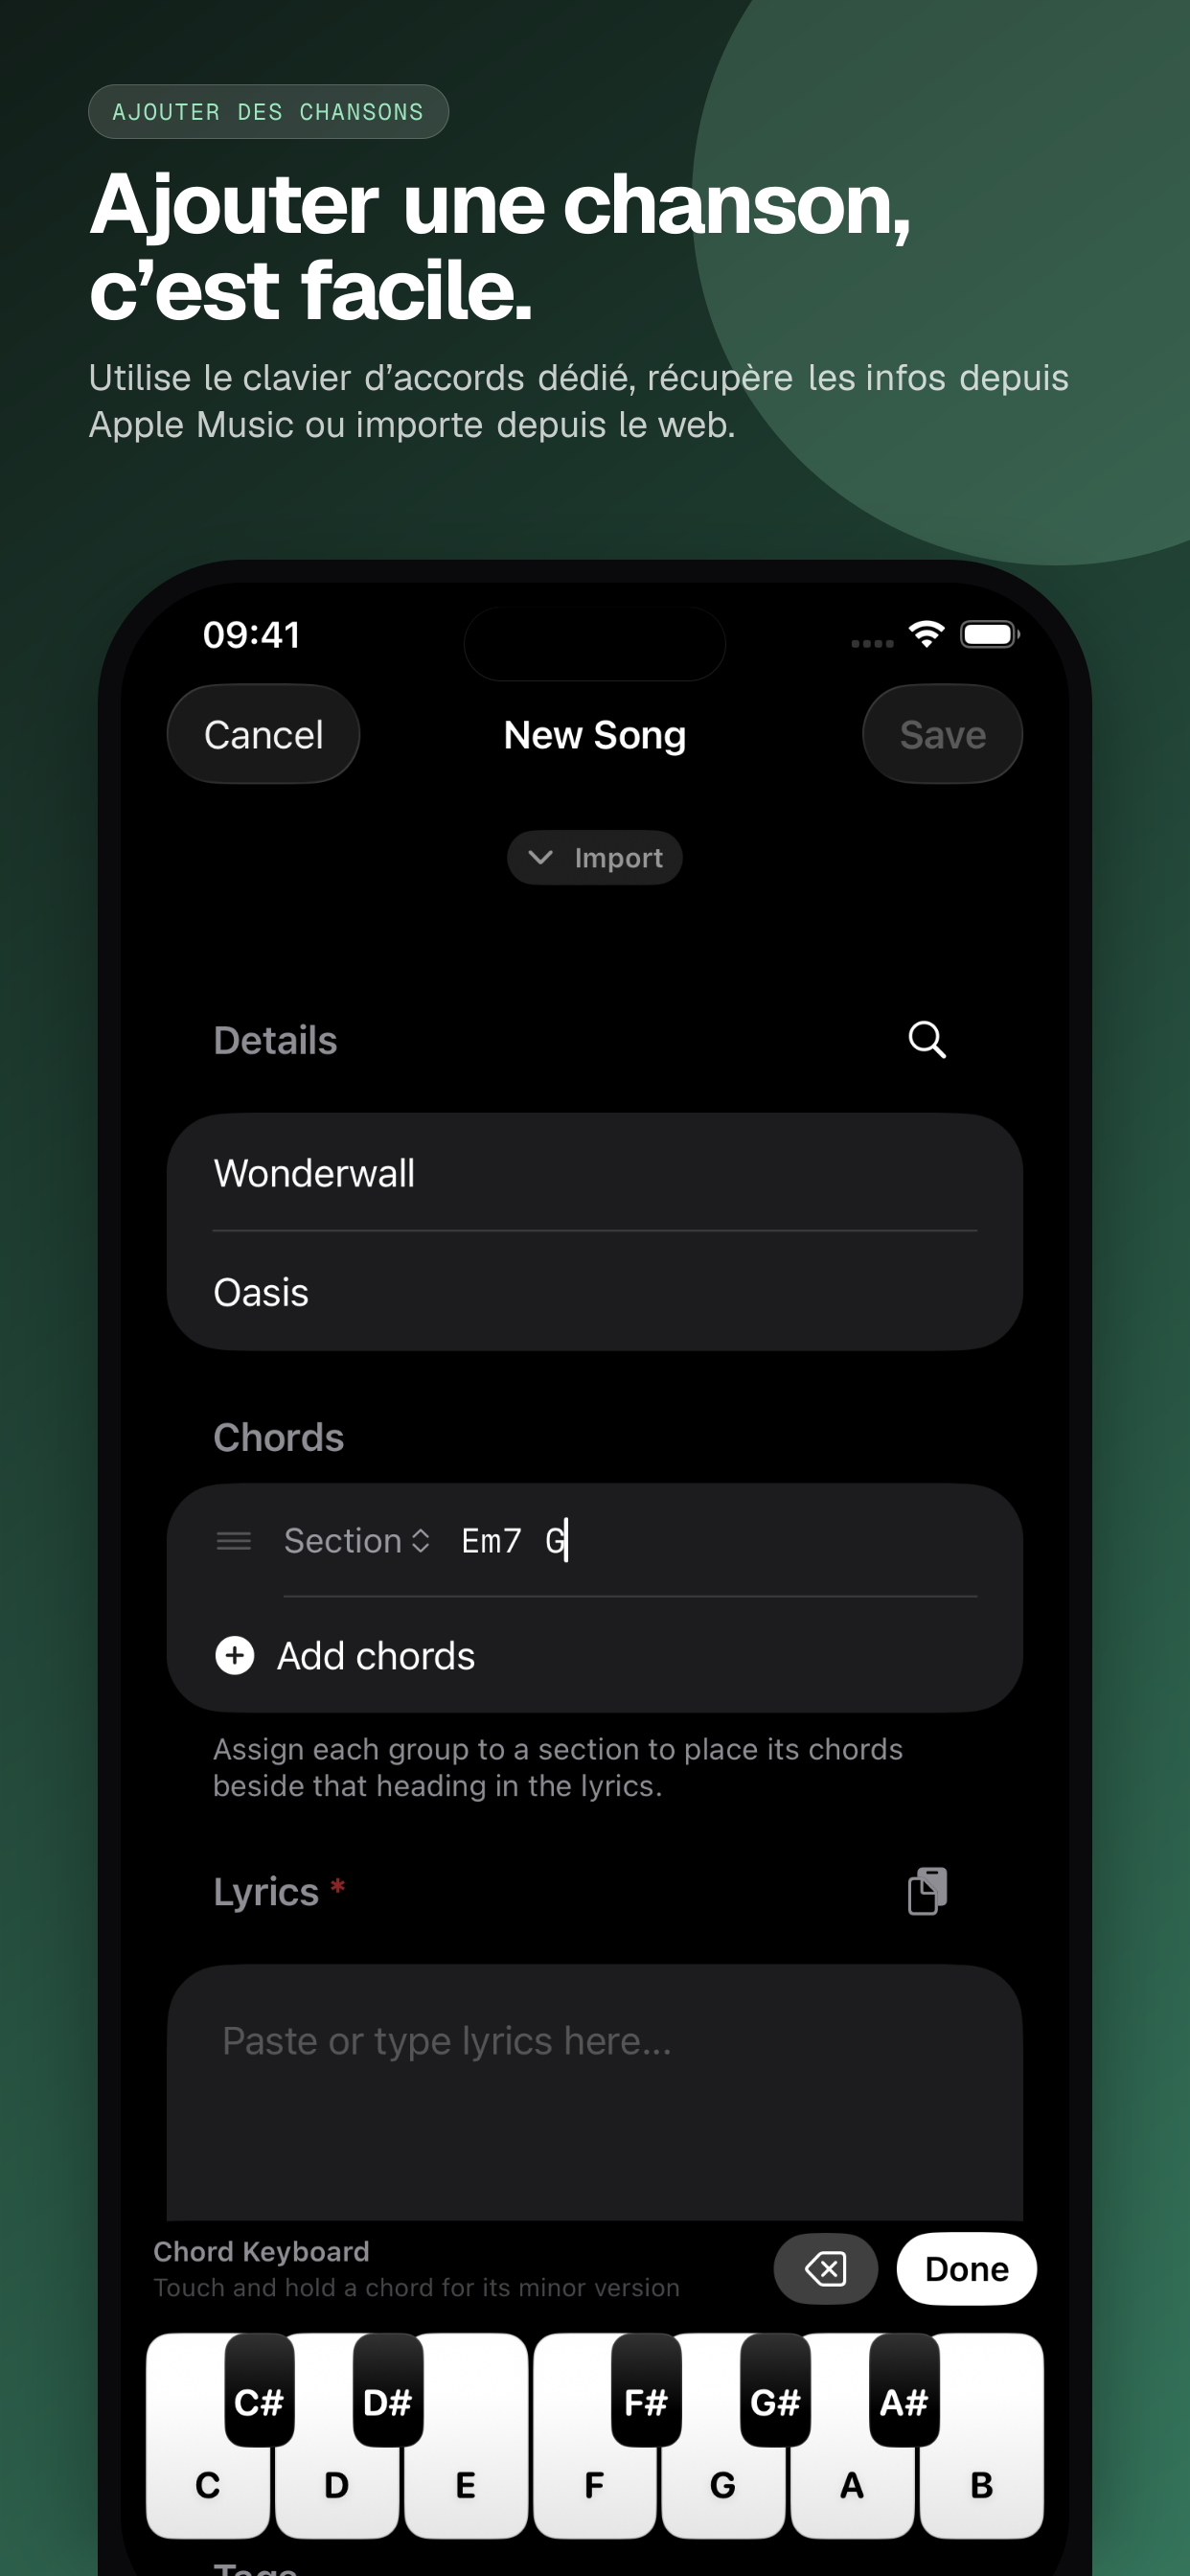 AJOUTER DES CHANSONS
Ajouter une chanson,
c’est facile.
Utilise le clavier d’accords dédié, récupère les infos depuis
Apple Music ou importe depuis le web.
09:41
Cancel
New Song
Save
Import
Details
Wonderwall
Oasis
Chords
Section Em7 G
Add chords
Assign each group to a section to place its chords
beside that heading in the lyrics.
Lyrics *
Paste or type lyrics here...
Chord Keyboard
Touch and hold a chord for its minor version
Done
C# D# F# G# A#
C D E F G A B
Tags